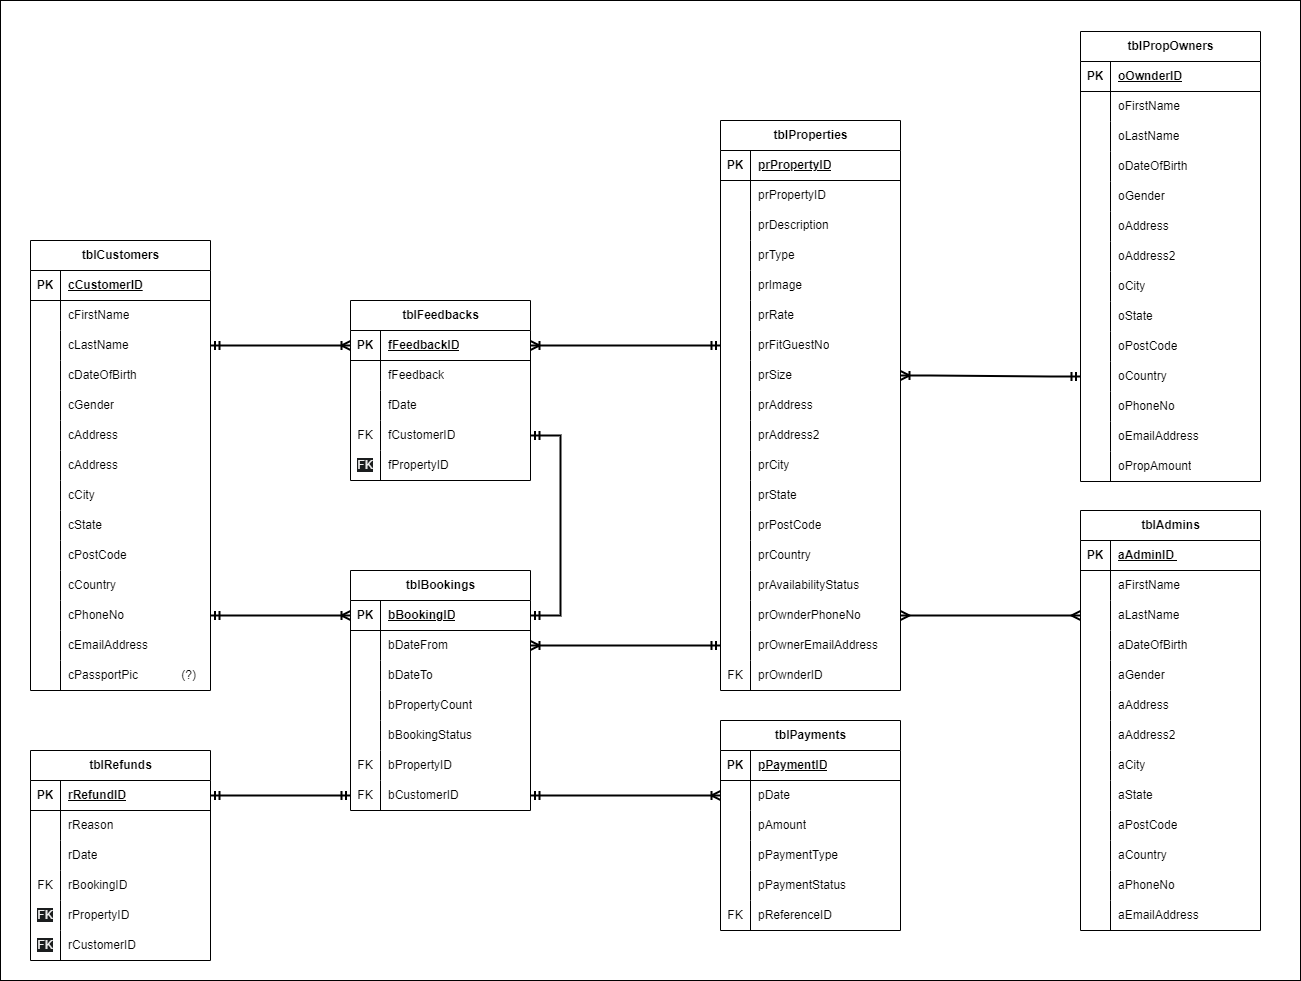 tblCustomers
PK cCustomerID
cFirstName
cLastName
cDateOfBirth
cGender
cAddress
cAddress
cCity
cState
cPostCode
cCountry
cPhoneNo
cEmailAddress
cPassportPic (?)
tblRefunds
PK rRefundID
rReason
rDate
FK rBookingID
FK rPropertyID
FK rCustomerID
tblFeedbacks
PK fFeedbackID
fFeedback
fDate
FK fCustomerID
FK fPropertyID
tblBookings
PK bBookingID
bDateFrom
bDateTo
bPropertyCount
bBookingStatus
FK bPropertyID
FK bCustomerID
tblProperties
PK prPropertyID
prPropertyID
prDescription
prType
prImage
prRate
prFitGuestNo
prSize
prAddress
prAddress2
prCity
prState
prPostCode
prCountry
prAvailabilityStatus
prOwnderPhoneNo
prOwnerEmailAddress
FK prOwnderID
tblPayments
PK pPaymentID
pDate
pAmount
pPaymentType
pPaymentStatus
FK pReferenceID
tblPropOwners
PK oOwnderID
oFirstName
oLastName
oDateOfBirth
oGender
oAddress
oAddress2
oCity
oState
oPostCode
oCountry
oPhoneNo
oEmailAddress
oPropAmount
tblAdmins
PK aAdminID
aFirstName
aLastName
aDateOfBirth
aGender
aAddress
aAddress2
aCity
aState
aPostCode
aCountry
aPhoneNo
aEmailAddress